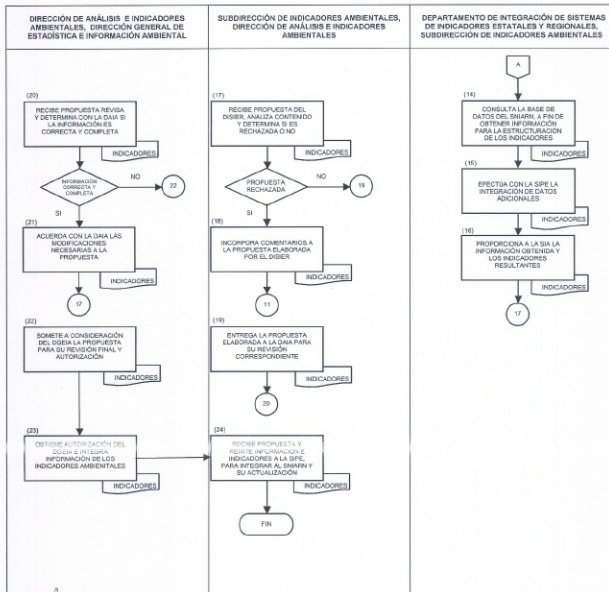 DIRECCIÓN DE ANÁLISIS E INDICADORES
AMBIENTALES, DIRECCIÓN GENERAL DE
ESTADÍSTICA E INFORMACIÓN AMBIENTAL
SUBDIRECCIÓN DE INDICADORES AMBIENTALES,
DIRECCIÓN DE ANÁLISIS E INDICADORES
AMBIENTALES
DEPARTAMENTO DE INTEGRACIÓN DE SISTEMAS
DE INDICADORES ESTATALES Y REGIONALES,
SUBDIRECCIÓN DE INDICADORES AMBIENTALES
(20)
RECIBE PROPUESTA REVISA
Y DETERMINA CON LA DAIA SI
LA INFORMACIÓN ES
CORRECTA Y COMPLETA
INDICADORES
INFORMACIÓN
CORRECTA Y
COMPLETA
NO
22
SI
(21)
ACUERDA CON LA DAIA LAS
MODIFICACIONES
NECESARIAS A LA
PROPUESTA
INDICADORES
17
(22)
SOMETE A CONSIDERACIÓN
DEL DGEIA LA PROPUESTA
PARA SU REVISIÓN FINAL Y
AUTORIZACIÓN
INDICADORES
(23)
OBTIENE AUTORIZACIÓN DEL
DGEIA E INTEGRA
INFORMACIÓN DE LOS
INDICADORES AMBIENTALES
INDICADORES
(17)
RECIBE PROPUESTA DEL
DISIER, ANALIZA CONTENIDO
Y DETERMINA SI ES
RECHAZADA O NO
INDICADORES
PROPUESTA
RECHAZADA
NO
19
SI
(18)
INCORPORA COMENTARIOS A
LA PROPUESTA ELABORADA
POR EL DISIER
INDICADORES
11
(19)
ENTREGA LA PROPUESTA
ELABORADA A LA DAIA PARA
SU REVISIÓN
CORRESPONDIENTE
INDICADORES
20
(24)
RECIBE PROPUESTA Y
REMITE INFORMACIÓN E
INDICADORES A LA SIPE,
PARA INTEGRAR AL SNIARN Y
SU ACTUALIZACIÓN
INDICADORES
FIN
A
(14)
CONSULTA LA BASE DE
DATOS DEL SNIARN, A FIN DE
OBTENER INFORMACIÓN
PARA LA ESTRUCTURACIÓN
DE LOS INDICADORES
INDICADORES
(15)
EFECTÚA CON LA SIPE LA
INTEGRACIÓN DE DATOS
ADICIONALES
INDICADORES
(16)
PROPORCIONA A LA SIA LA
INFORMACIÓN OBTENIDA Y
LOS INDICADORES
RESULTANTES
INDICADORES
17